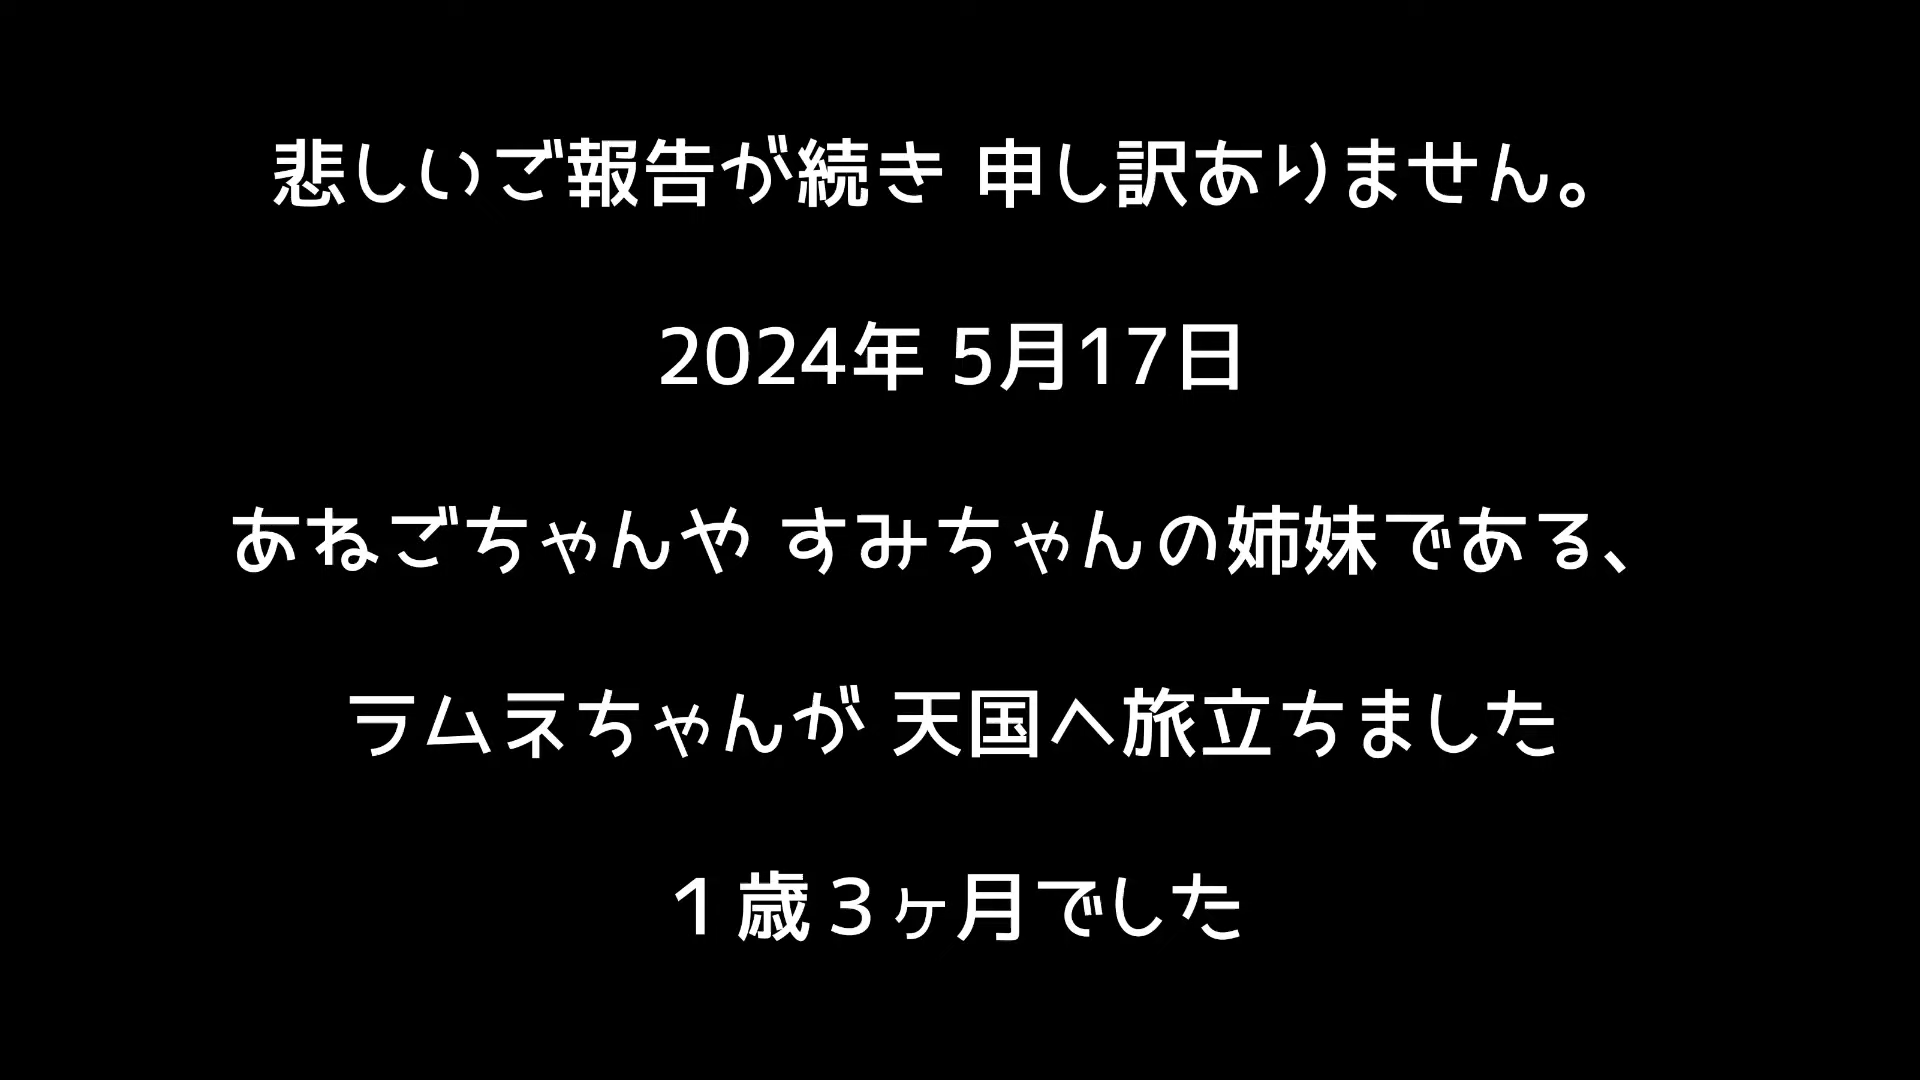 悲しいご報告が続き 申し訳ありません。
2024年 5月17日
あねごちゃんや すみちゃんの姉妹である、
ラムネちゃんが 天国へ旅立ちました
１歳３ヶ月でした